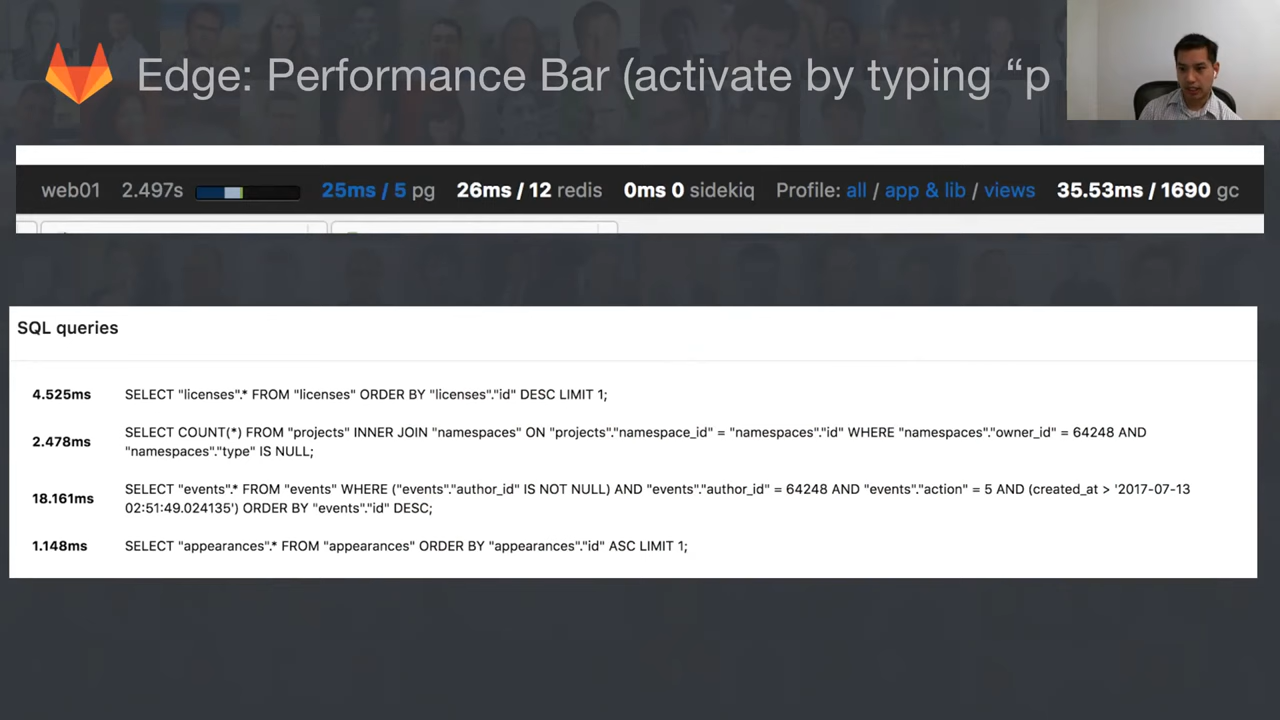 Edge: Performance Bar (activate by typing “p
web01 2.497s 25ms / 5 pg 26ms / 12 redis 0ms 0 sidekiq Profile: all / app & lib / views 35.53ms / 1690 gc
SQL queries
4.525ms SELECT "licenses".* FROM "licenses" ORDER BY "licenses"."id" DESC LIMIT 1;
2.478ms SELECT COUNT(*) FROM "projects" INNER JOIN "namespaces" ON "projects"."namespace_id" = "namespaces"."id" WHERE "namespaces"."owner_id" = 64248 AND
"namespaces"."type" IS NULL;
18.161ms SELECT "events".* FROM "events" WHERE ("events"."author_id" IS NOT NULL) AND "events"."author_id" = 64248 AND "events"."action" = 5 AND (created_at > '2017-07-13
02:51:49.024135') ORDER BY "events"."id" DESC;
1.148ms SELECT "appearances".* FROM "appearances" ORDER BY "appearances"."id" ASC LIMIT 1;